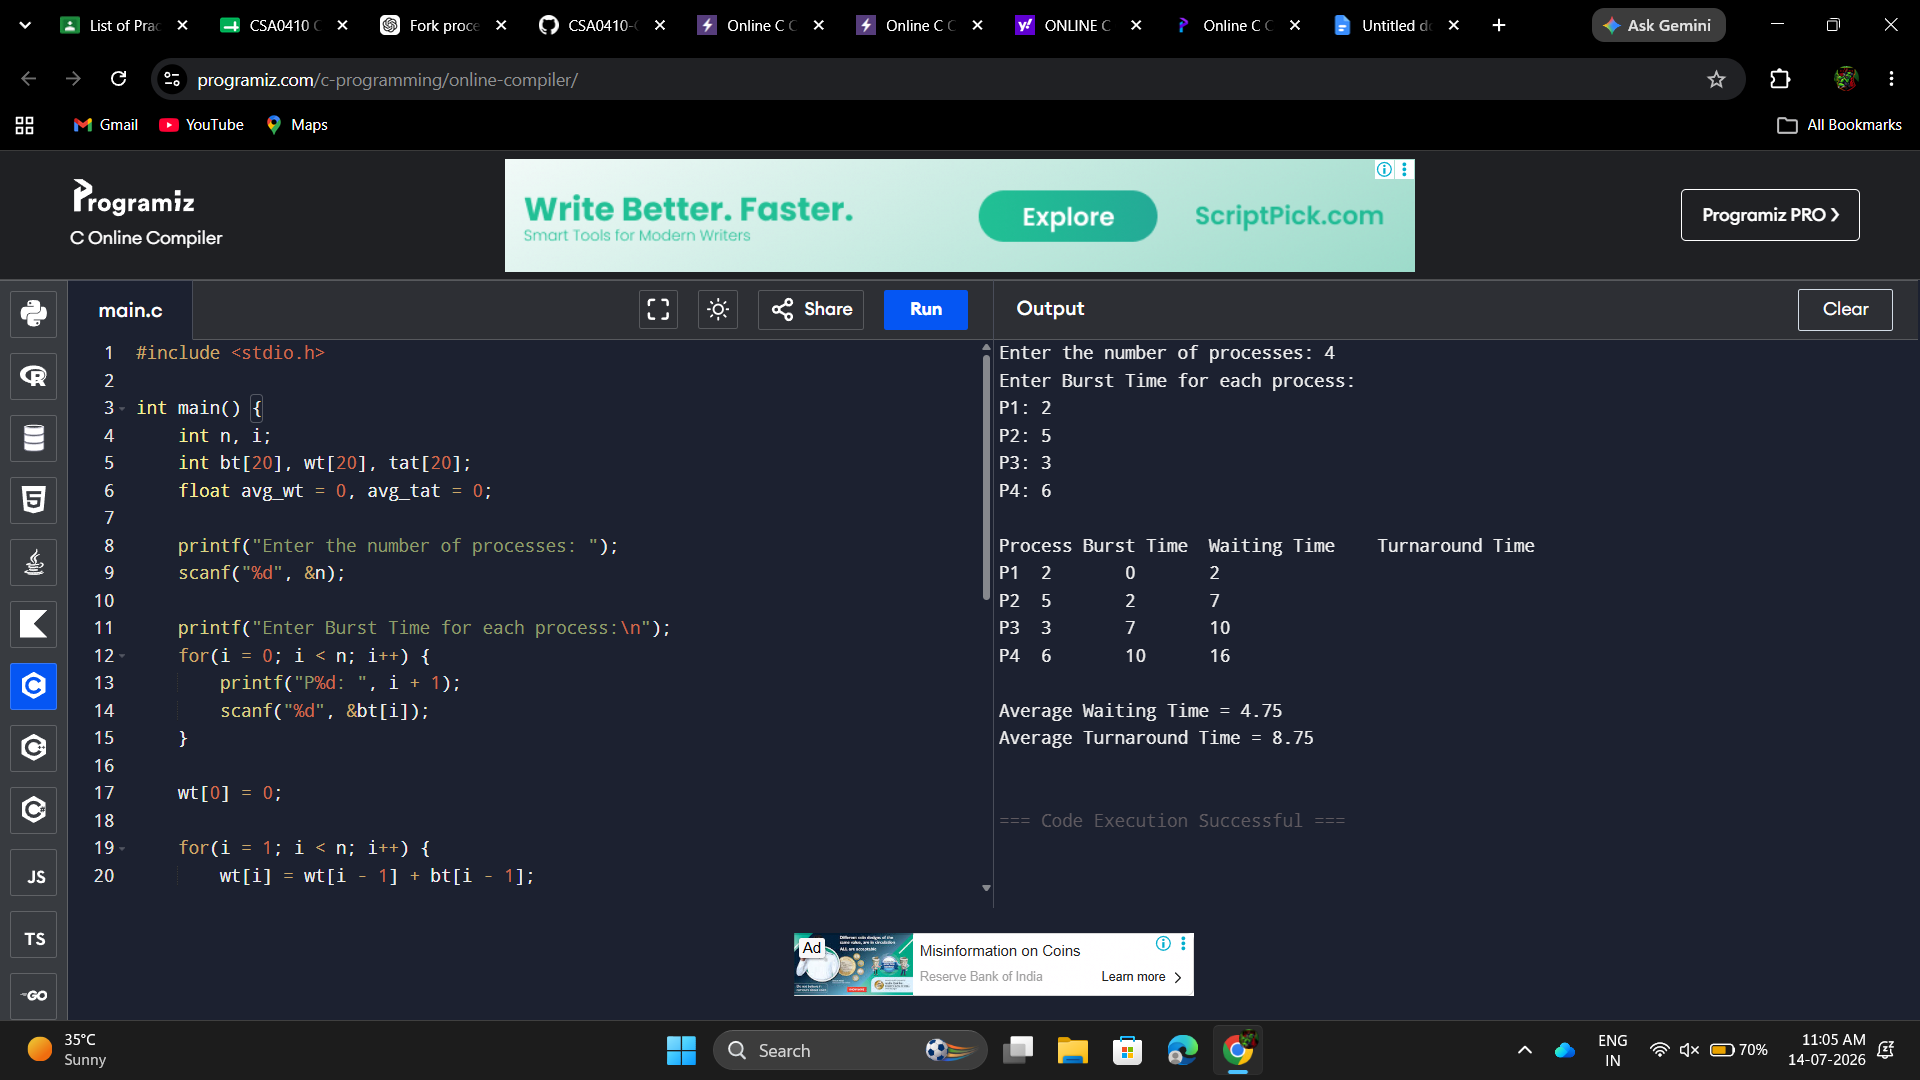 List of Prac
CSA0410 C
Fork proce
CSA0410-
Online C C
Online C C
ONLINE C
Online C C
Untitled do
Ask Gemini
programiz.com/c-programming/online-compiler/
Gmail
YouTube
Maps
All Bookmarks
Programiz
C Online Compiler
Write Better. Faster.
Smart Tools for Modern Writers
Explore
ScriptPick.com
Programiz PRO
main.c
Share
Run
Output
Clear
1 #include <stdio.h>
2
3 int main() {
4 int n, i;
5 int bt[20], wt[20], tat[20];
6 float avg_wt = 0, avg_tat = 0;
7
8 printf("Enter the number of processes: ");
9 scanf("%d", &n);
10
11 printf("Enter Burst Time for each process:\n");
12 for(i = 0; i < n; i++) {
13 printf("P%d: ", i + 1);
14 scanf("%d", &bt[i]);
15 }
16
17 wt[0] = 0;
18
19 for(i = 1; i < n; i++) {
20 wt[i] = wt[i - 1] + bt[i - 1];
Enter the number of processes: 4
Enter Burst Time for each process:
P1: 2
P2: 5
P3: 3
P4: 6
Process Burst Time Waiting Time Turnaround Time
P1 2 0 2
P2 5 2 7
P3 3 7 10
P4 6 10 16
Average Waiting Time = 4.75
Average Turnaround Time = 8.75
=== Code Execution Successful ===
JS
TS
GO
Ad
Misinformation on Coins
Reserve Bank of India
Learn more
35°C
Sunny
Search
ENG
IN
70%
11:05 AM
14-07-2026